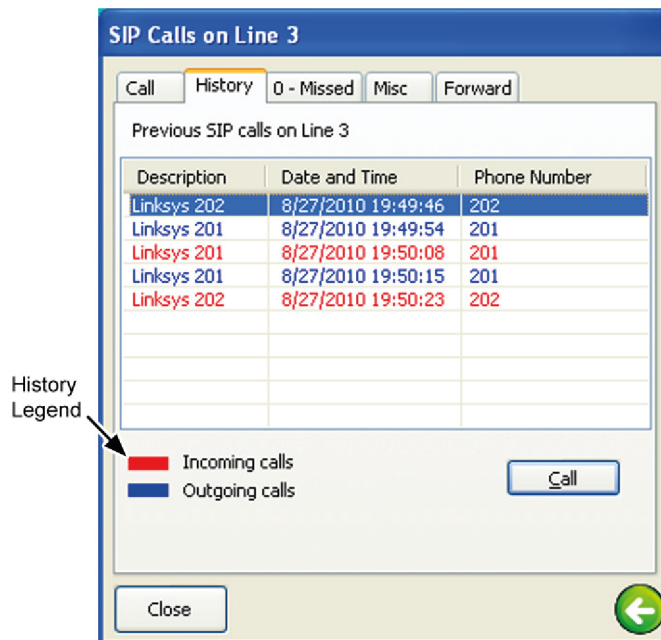 SIP Calls on Line 3
Call History 0 - Missed Misc Forward
Previous SIP calls on Line 3
Description Date and Time Phone Number
Linksys 202 8/27/2010 19:49:46 202
Linksys 201 8/27/2010 19:49:54 201
Linksys 201 8/27/2010 19:50:08 201
Linksys 201 8/27/2010 19:50:15 201
Linksys 202 8/27/2010 19:50:23 202
History
Legend
Incoming calls
Outgoing calls
Call
Close